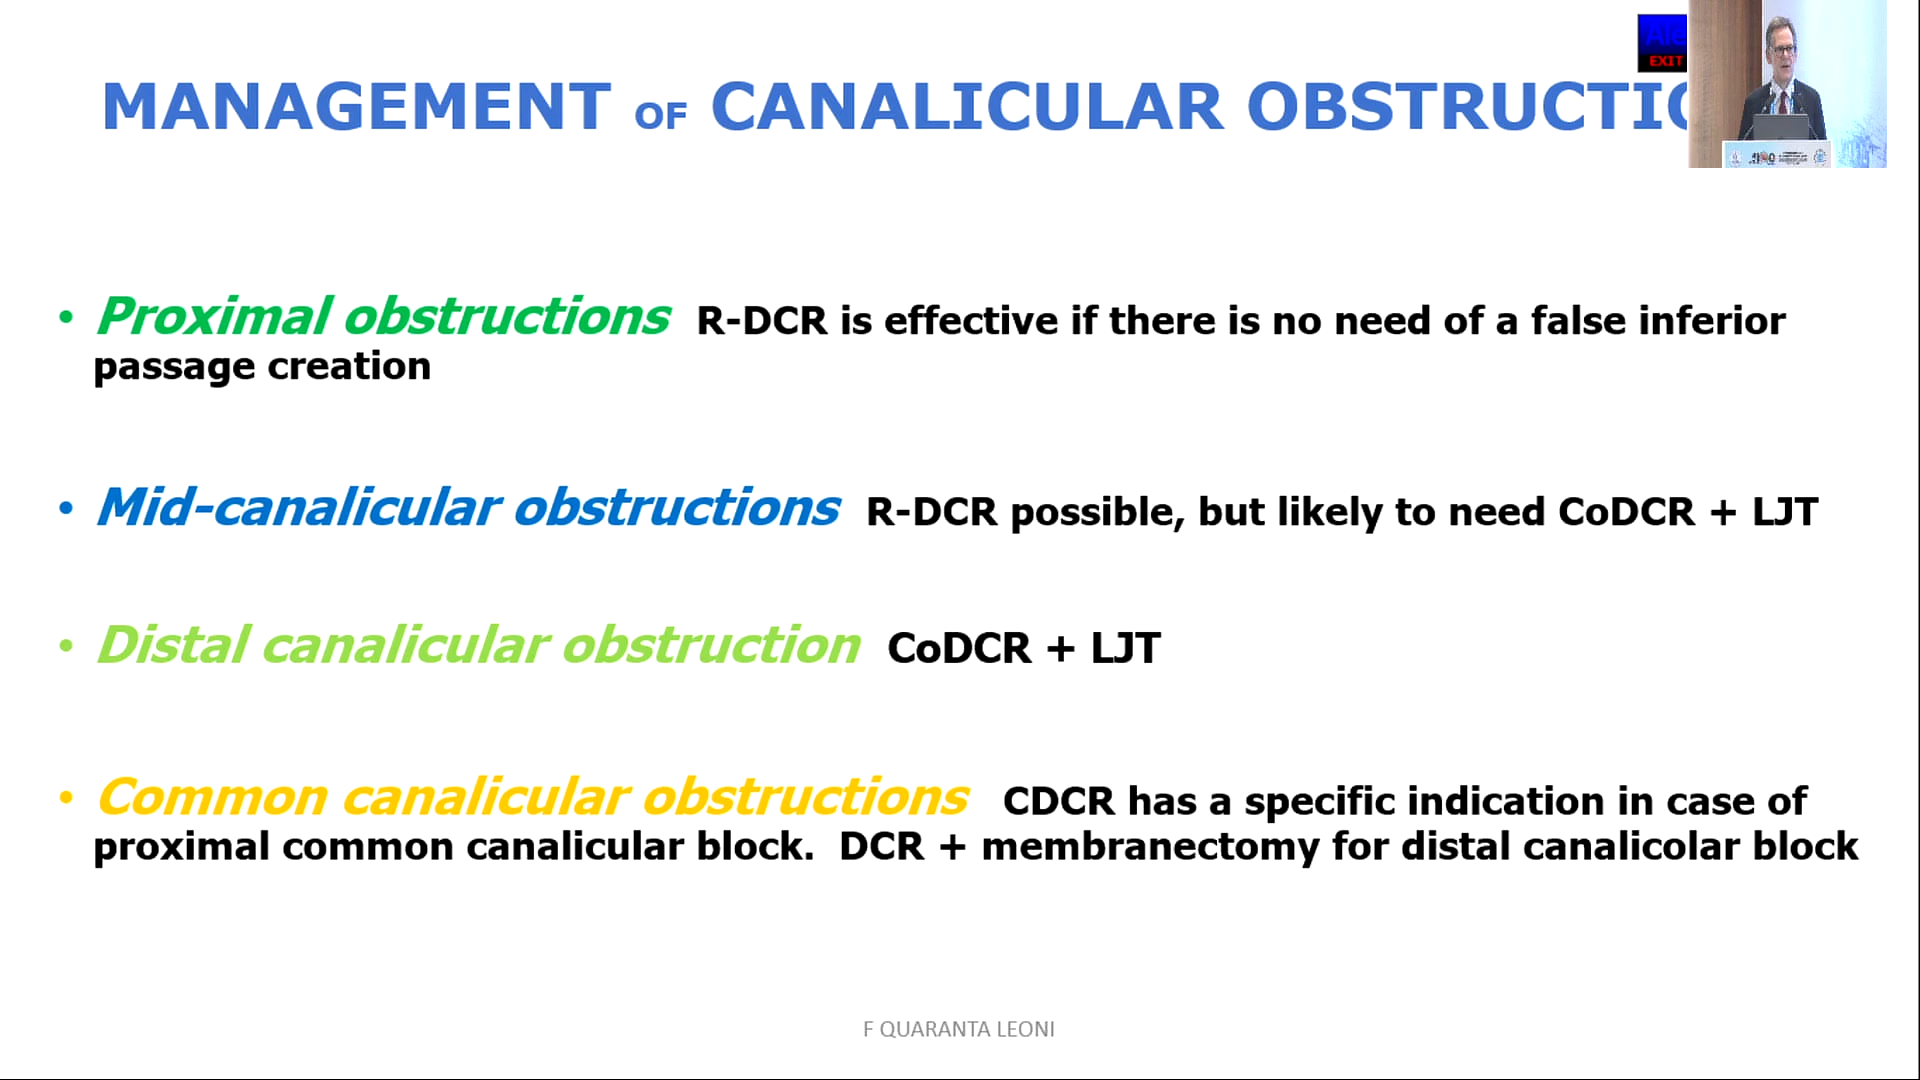 MANAGEMENT OF CANALICULAR OBSTRUCTIO
EXIT
• Proximal obstructions R-DCR is effective if there is no need of a false inferior
passage creation
• Mid-canalicular obstructions R-DCR possible, but likely to need CoDCR + LJT
• Distal canalicular obstruction CoDCR + LJT
• Common canalicular obstructions CDCR has a specific indication in case of
proximal common canalicular block. DCR + membranectomy for distal canalicolar block
F QUARANTA LEONI